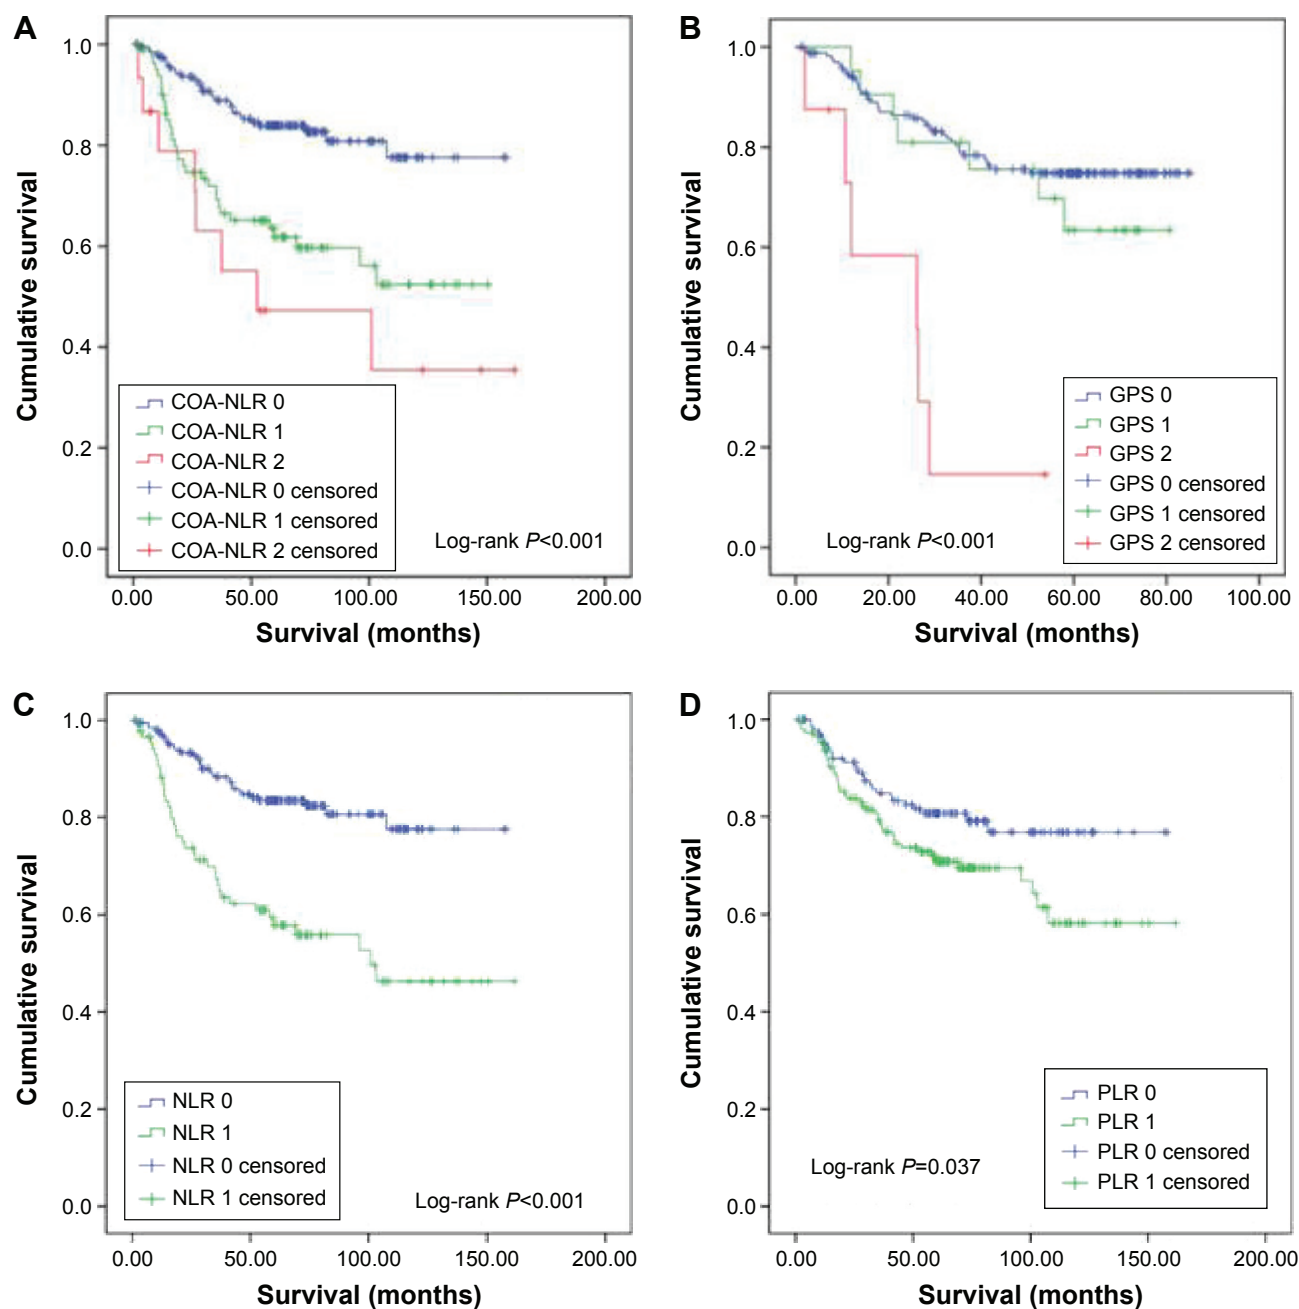 A
Cumulative survival
1.0
0.8
0.6
0.4
0.2
0.0
COA-NLR 0
COA-NLR 1
COA-NLR 2
COA-NLR 0 censored
COA-NLR 1 censored
COA-NLR 2 censored
Log-rank P<0.001
0.00 50.00 100.00 150.00 200.00
Survival (months)
B
Cumulative survival
1.0
0.8
0.6
0.4
0.2
0.0
GPS 0
GPS 1
GPS 2
GPS 0 censored
GPS 1 censored
GPS 2 censored
Log-rank P<0.001
0.00 20.00 40.00 60.00 80.00 100.00
Survival (months)
C
Cumulative survival
1.0
0.8
0.6
0.4
0.2
0.0
NLR 0
NLR 1
NLR 0 censored
NLR 1 censored
Log-rank P<0.001
0.00 50.00 100.00 150.00 200.00
Survival (months)
D
Cumulative survival
1.0
0.8
0.6
0.4
0.2
0.0
PLR 0
PLR 1
PLR 0 censored
PLR 1 censored
Log-rank P=0.037
0.00 50.00 100.00 150.00 200.00
Survival (months)